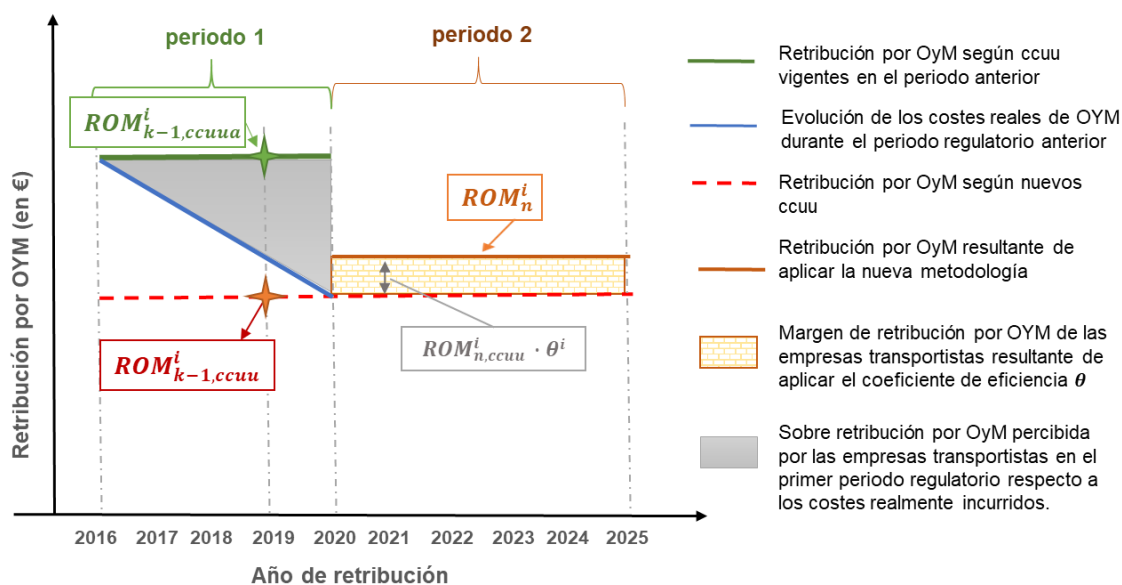 Retribución por OYM (en €)
periodo 1
periodo 2
ROM^i_{k−1,ccuua}
ROM^i_n
ROM^i_{k−1,ccuu}
ROM^i_{n,ccuu} · θ^i
2016 2017 2018 2019 2020 2021 2022 2023 2024 2025
Año de retribución
Retribución por OyM según ccuu
vigentes en el periodo anterior
Evolución de los costes reales de OYM
durante el periodo regulatorio anterior
Retribución por OyM según nuevos
ccuu
Retribución por OyM resultante de
aplicar la nueva metodología
Margen de retribución por OYM de las
empresas transportistas resultante de
aplicar el coeficiente de eficiencia θ
Sobre retribución por OyM percibida
por las empresas transportistas en el
primer periodo regulatorio respecto a
los costes realmente incurridos.